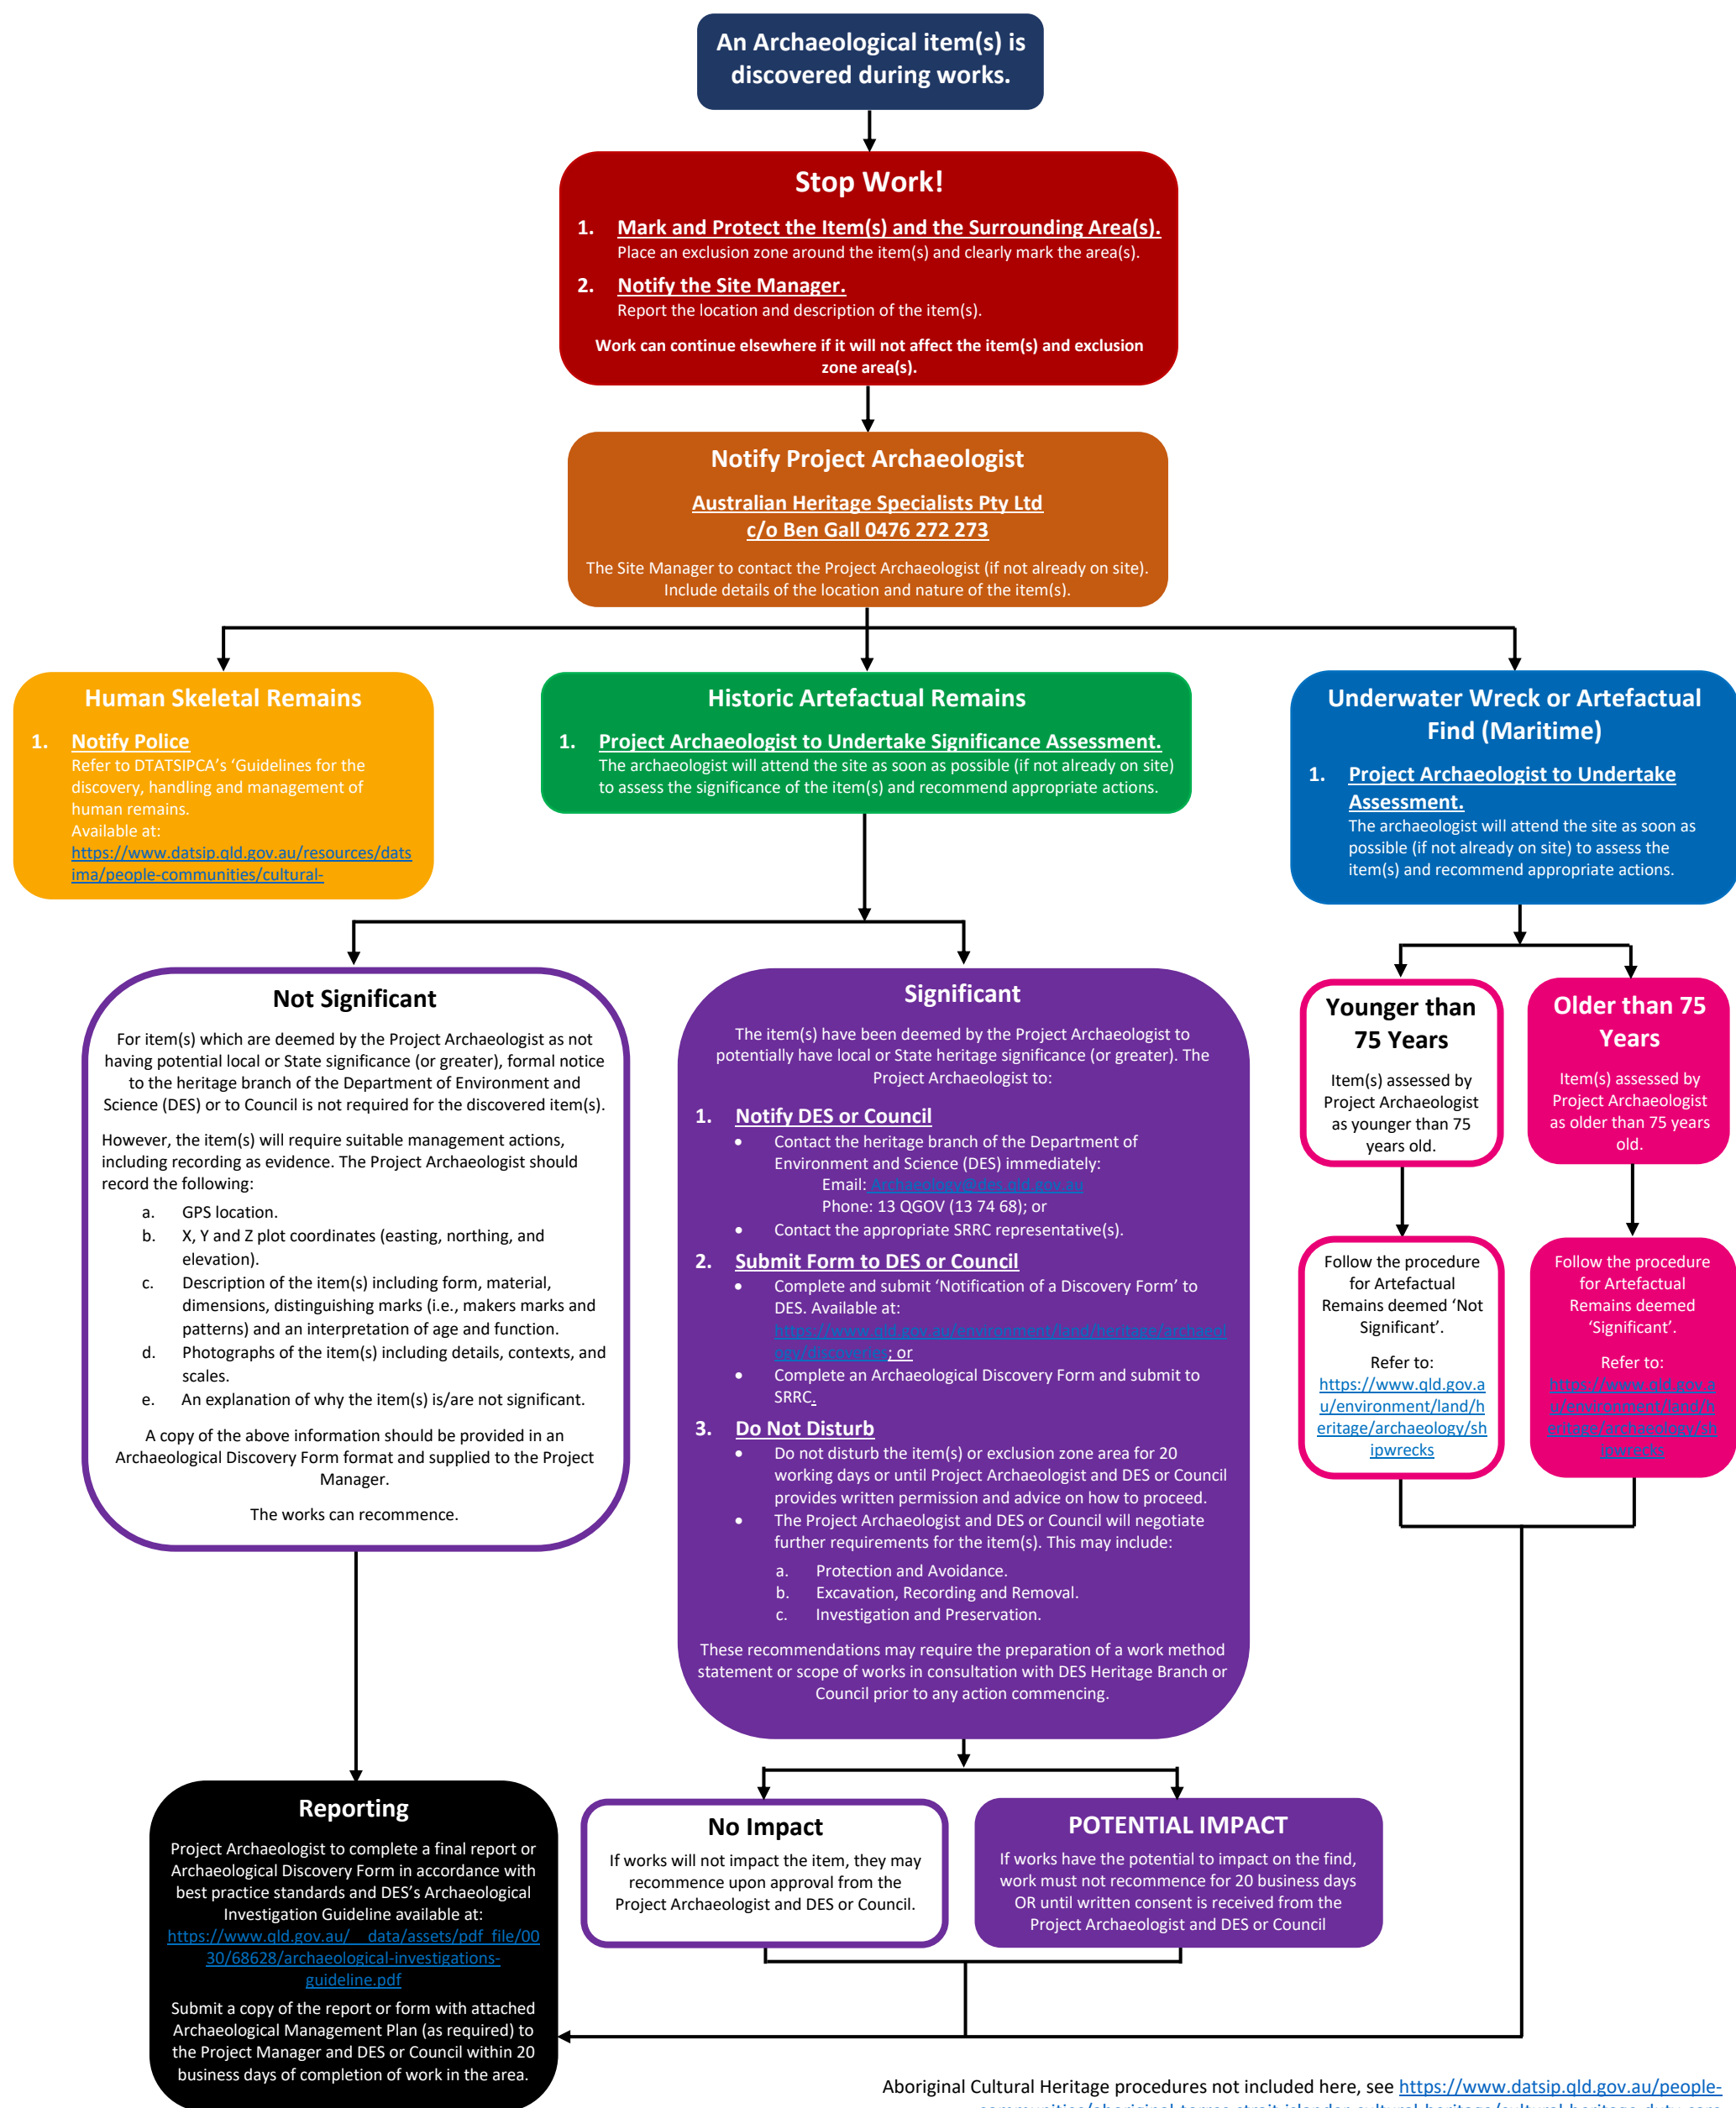 An Archaeological item(s) is
discovered during works.
Stop Work!
1. Mark and Protect the Item(s) and the Surrounding Area(s).
Place an exclusion zone around the item(s) and clearly mark the area(s).
2. Notify the Site Manager.
Report the location and description of the item(s).
Work can continue elsewhere if it will not affect the item(s) and exclusion
zone area(s).
Notify Project Archaeologist
Australian Heritage Specialists Pty Ltd
c/o Ben Gall 0476 272 273
The Site Manager to contact the Project Archaeologist (if not already on site).
Include details of the location and nature of the item(s).
Human Skeletal Remains
1. Notify Police
Refer to DTATSIPCA's 'Guidelines for the
discovery, handling and management of
human remains.
Available at:
https://www.datsip.qld.gov.au/resources/dats
ima/people-communities/cultural-
Historic Artefactual Remains
1. Project Archaeologist to Undertake Significance Assessment.
The archaeologist will attend the site as soon as possible (if not already on site)
to assess the significance of the item(s) and recommend appropriate actions.
Underwater Wreck or Artefactual
Find (Maritime)
1. Project Archaeologist to Undertake
Assessment.
The archaeologist will attend the site as soon as
possible (if not already on site) to assess the
item(s) and recommend appropriate actions.
Not Significant
For item(s) which are deemed by the Project Archaeologist as not
having potential local or State significance (or greater), formal notice
to the heritage branch of the Department of Environment and
Science (DES) or to Council is not required for the discovered item(s).
However, the item(s) will require suitable management actions,
including recording as evidence. The Project Archaeologist should
record the following:
a. GPS location.
b. X, Y and Z plot coordinates (easting, northing, and
elevation).
c. Description of the item(s) including form, material,
dimensions, distinguishing marks (i.e., makers marks and
patterns) and an interpretation of age and function.
d. Photographs of the item(s) including details, contexts, and
scales.
e. An explanation of why the item(s) is/are not significant.
A copy of the above information should be provided in an
Archaeological Discovery Form format and supplied to the Project
Manager.
The works can recommence.
Significant
The item(s) have been deemed by the Project Archaeologist to
potentially have local or State heritage significance (or greater). The
Project Archaeologist to:
1. Notify DES or Council
• Contact the heritage branch of the Department of
Environment and Science (DES) immediately:
Email: Archaeology@des.qld.gov.au
Phone: 13 QGOV (13 74 68); or
• Contact the appropriate SRRC representative(s).
2. Submit Form to DES or Council
• Complete and submit 'Notification of a Discovery Form' to
DES. Available at:
https://www.qld.gov.au/environment/land/heritage/archaeol
ogy/discoveries; or
• Complete an Archaeological Discovery Form and submit to
SRRC.
3. Do Not Disturb
• Do not disturb the item(s) or exclusion zone area for 20
working days or until Project Archaeologist and DES or Council
provides written permission and advice on how to proceed.
• The Project Archaeologist and DES or Council will negotiate
further requirements for the item(s). This may include:
a. Protection and Avoidance.
b. Excavation, Recording and Removal.
c. Investigation and Preservation.
These recommendations may require the preparation of a work method
statement or scope of works in consultation with DES Heritage Branch or
Council prior to any action commencing.
Younger than
75 Years
Item(s) assessed by
Project Archaeologist
as younger than 75
years old.
Older than 75
Years
Item(s) assessed by
Project Archaeologist
as older than 75 years
old.
Follow the procedure
for Artefactual
Remains deemed 'Not
Significant'.
Refer to:
https://www.qld.gov.a
u/environment/land/h
eritage/archaeology/sh
ipwrecks
Follow the procedure
for Artefactual
Remains deemed
'Significant'.
Refer to:
https://www.qld.gov.a
u/environment/land/h
eritage/archaeology/sh
ipwrecks
Reporting
Project Archaeologist to complete a final report or
Archaeological Discovery Form in accordance with
best practice standards and DES's Archaeological
Investigation Guideline available at:
https://www.qld.gov.au/__data/assets/pdf_file/00
30/68628/archaeological-investigations-
guideline.pdf
Submit a copy of the report or form with attached
Archaeological Management Plan (as required) to
the Project Manager and DES or Council within 20
business days of completion of work in the area.
No Impact
If works will not impact the item, they may
recommence upon approval from the
Project Archaeologist and DES or Council.
POTENTIAL IMPACT
If works have the potential to impact on the find,
work must not recommence for 20 business days
OR until written consent is received from the
Project Archaeologist and DES or Council
Aboriginal Cultural Heritage procedures not included here, see https://www.datsip.qld.gov.au/people-